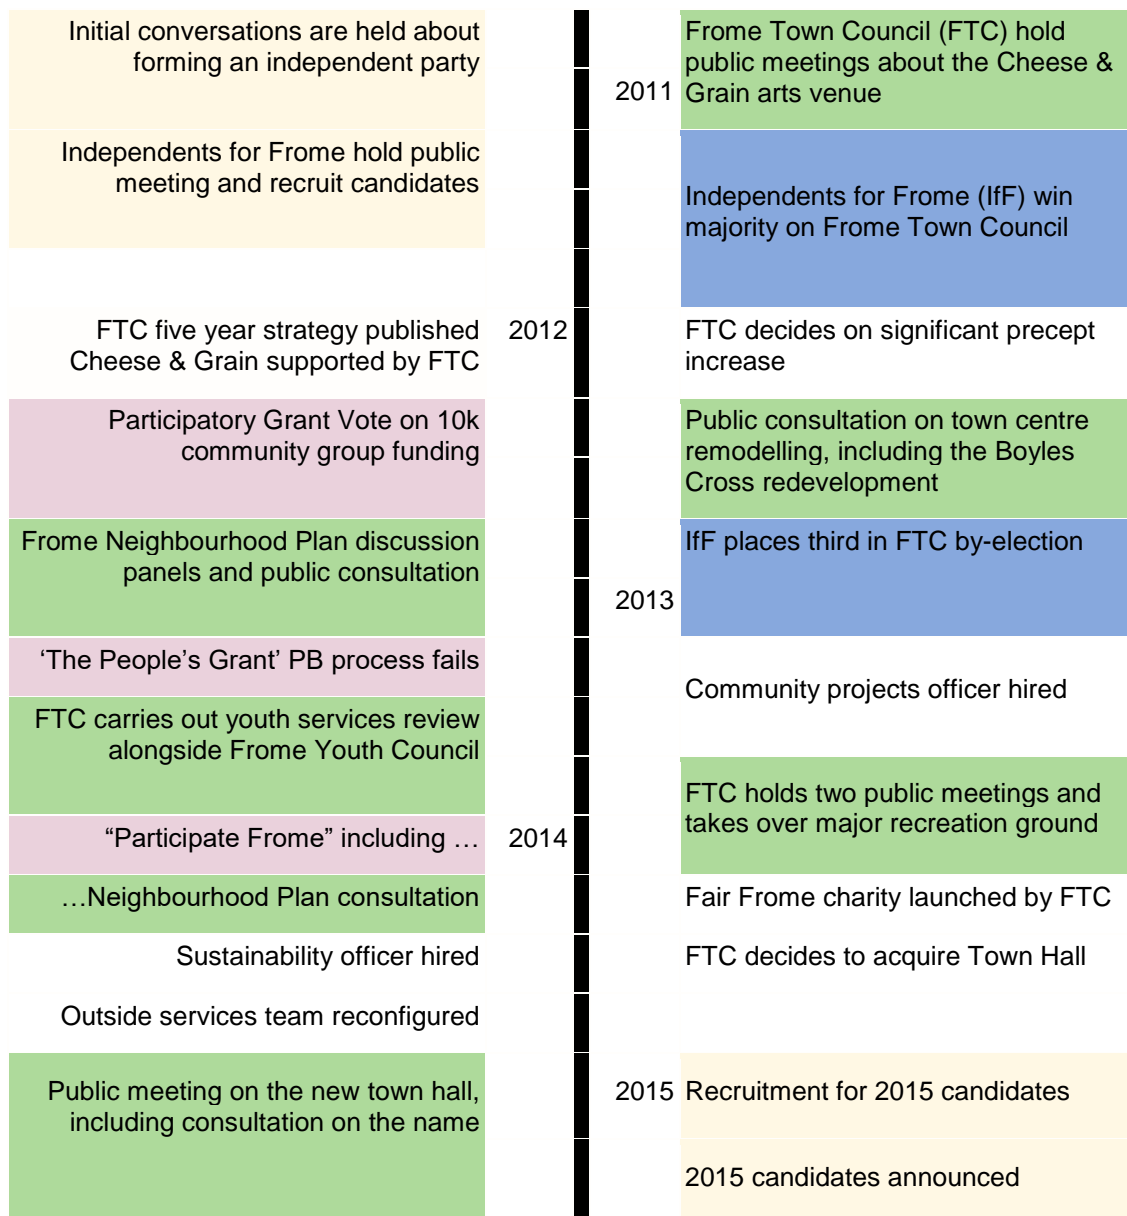 Initial conversations are held about
forming an independent party
Frome Town Council (FTC) hold
public meetings about the Cheese &
Grain arts venue
2011
Independents for Frome hold public
meeting and recruit candidates
Independents for Frome (IfF) win
majority on Frome Town Council
FTC five year strategy published
Cheese & Grain supported by FTC
2012
FTC decides on significant precept
increase
Participatory Grant Vote on 10k
community group funding
Public consultation on town centre
remodelling, including the Boyles
Cross redevelopment
Frome Neighbourhood Plan discussion
panels and public consultation
IfF places third in FTC by-election
2013
‘The People’s Grant’ PB process fails
Community projects officer hired
FTC carries out youth services review
alongside Frome Youth Council
FTC holds two public meetings and
takes over major recreation ground
“Participate Frome” including …
2014
…Neighbourhood Plan consultation
Fair Frome charity launched by FTC
Sustainability officer hired
FTC decides to acquire Town Hall
Outside services team reconfigured
Public meeting on the new town hall,
including consultation on the name
2015
Recruitment for 2015 candidates
2015 candidates announced